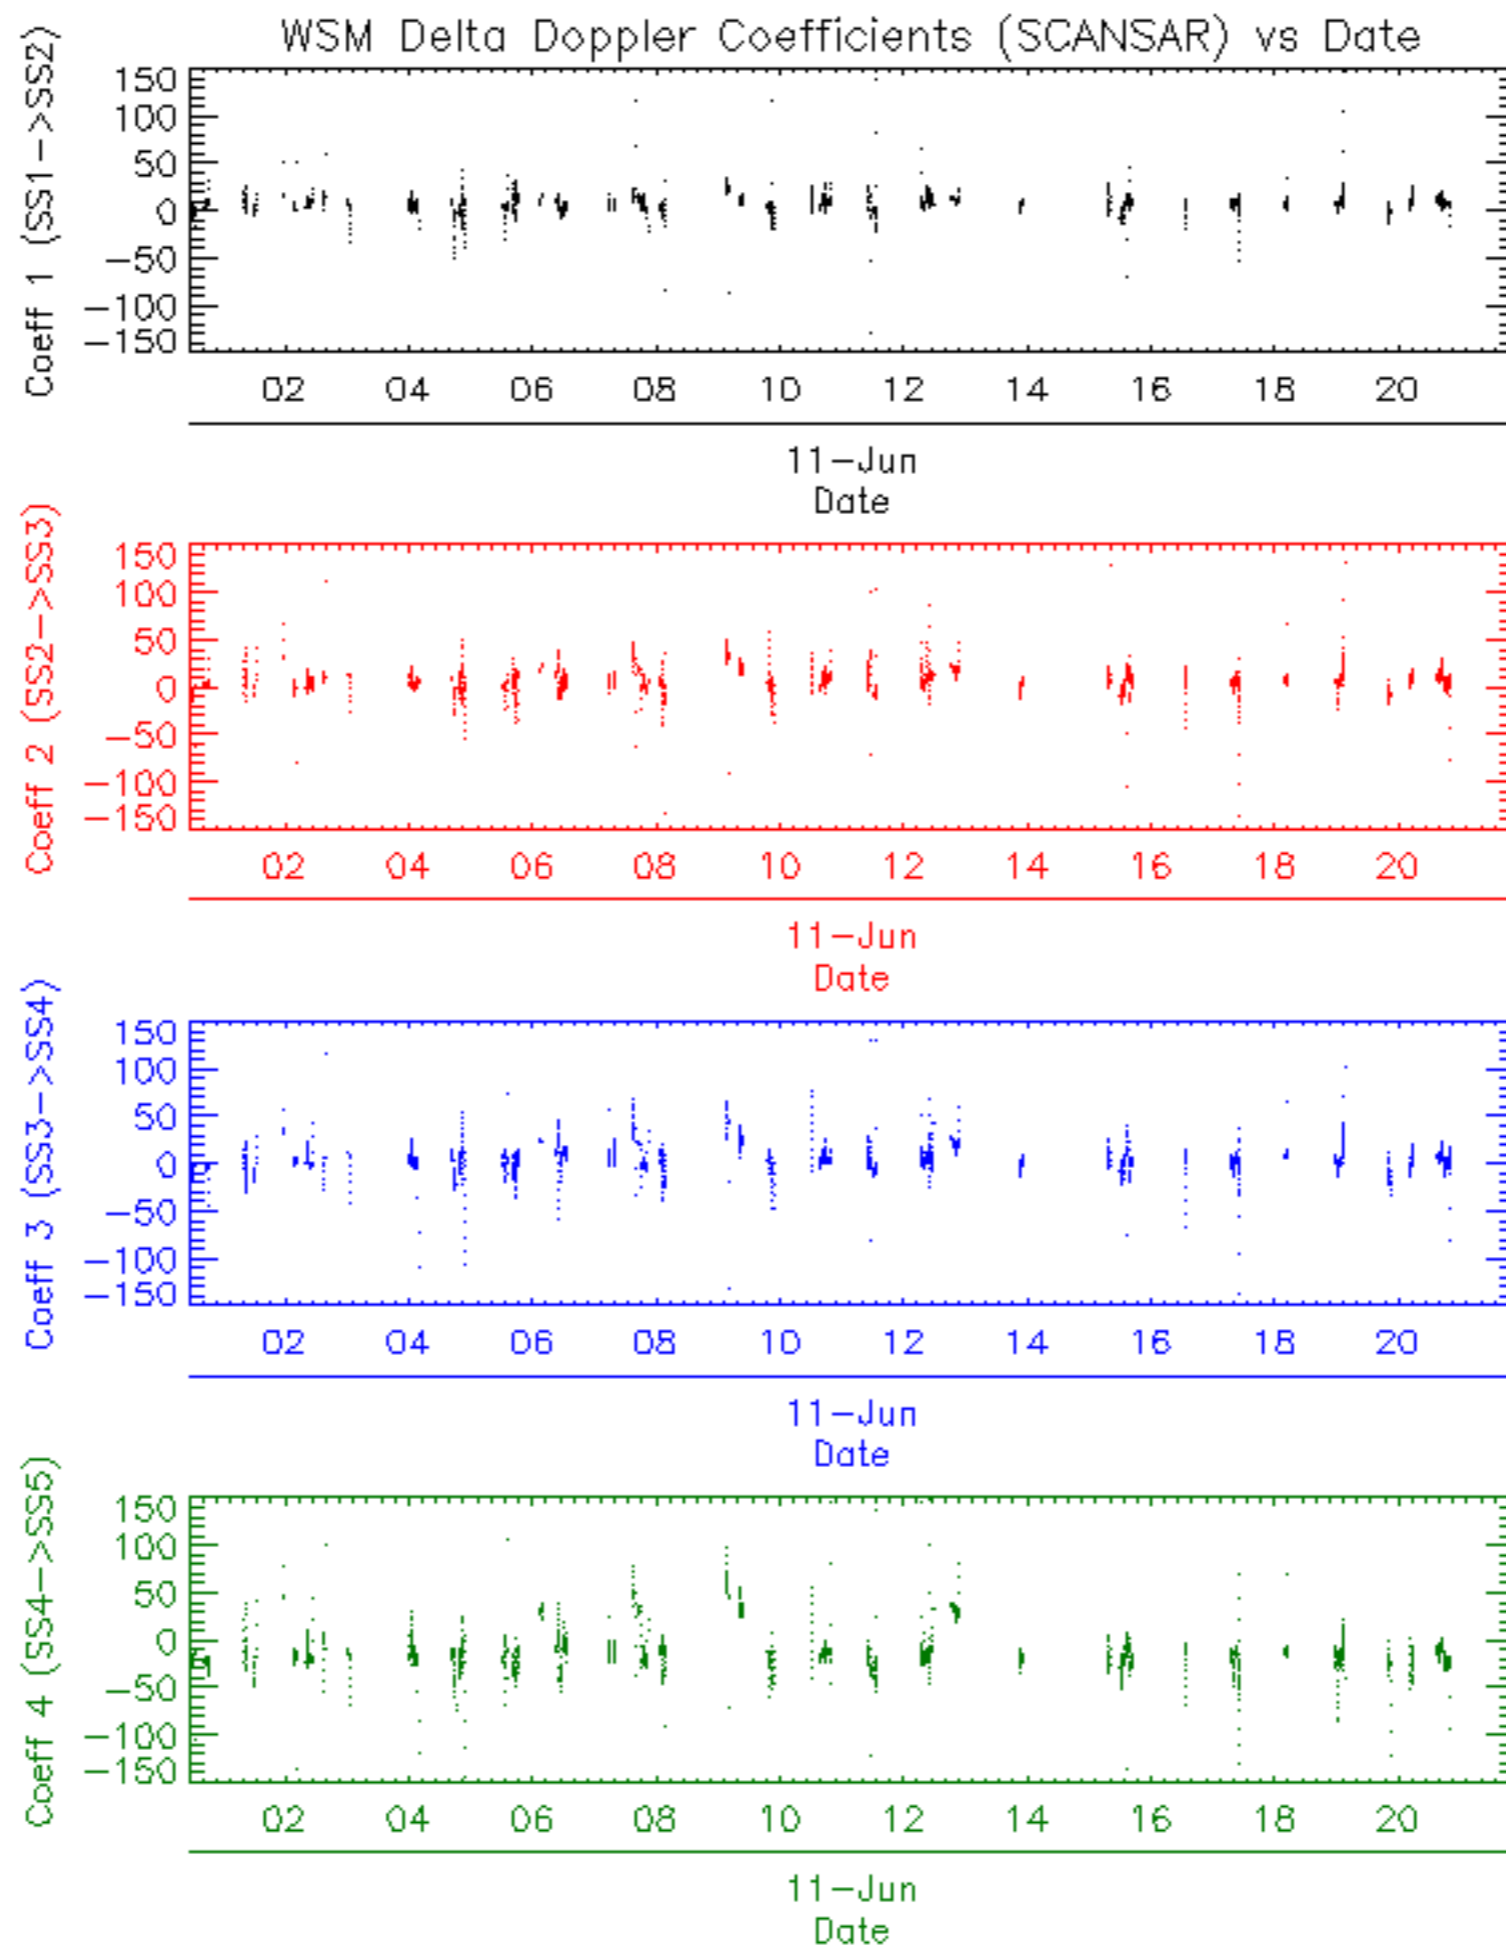 WSM Delta Doppler Coefficients (SCANSAR) vs Date
Coeff 1 (SS1->SS2)
150
100
50
0
-50
-100
-150
02 04 06 08 10 12 14 16 18 20
11-Jun
Date
Coeff 2 (SS2->SS3)
150
100
50
0
-50
-100
-150
02 04 06 08 10 12 14 16 18 20
11-Jun
Date
Coeff 3 (SS3->SS4)
150
100
50
0
-50
-100
-150
02 04 06 08 10 12 14 16 18 20
11-Jun
Date
Coeff 4 (SS4->SS5)
150
100
50
0
-50
-100
-150
02 04 06 08 10 12 14 16 18 20
11-Jun
Date